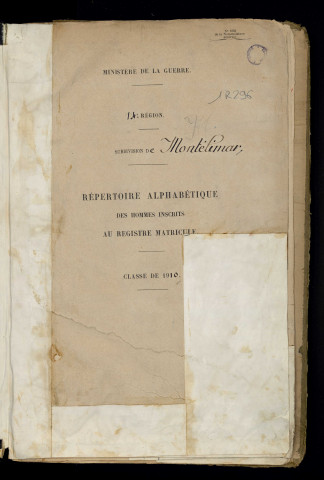 MINISTÈRE DE LA GUERRE.
17296
RÉGION.
SUBDIVISION DE Montélimar,
RÉPERTOIRE ALPHABÉTIQUE
DES HOMMES INSCRITS
AU REGISTRE MATRICULE
CLASSE DE 1910.